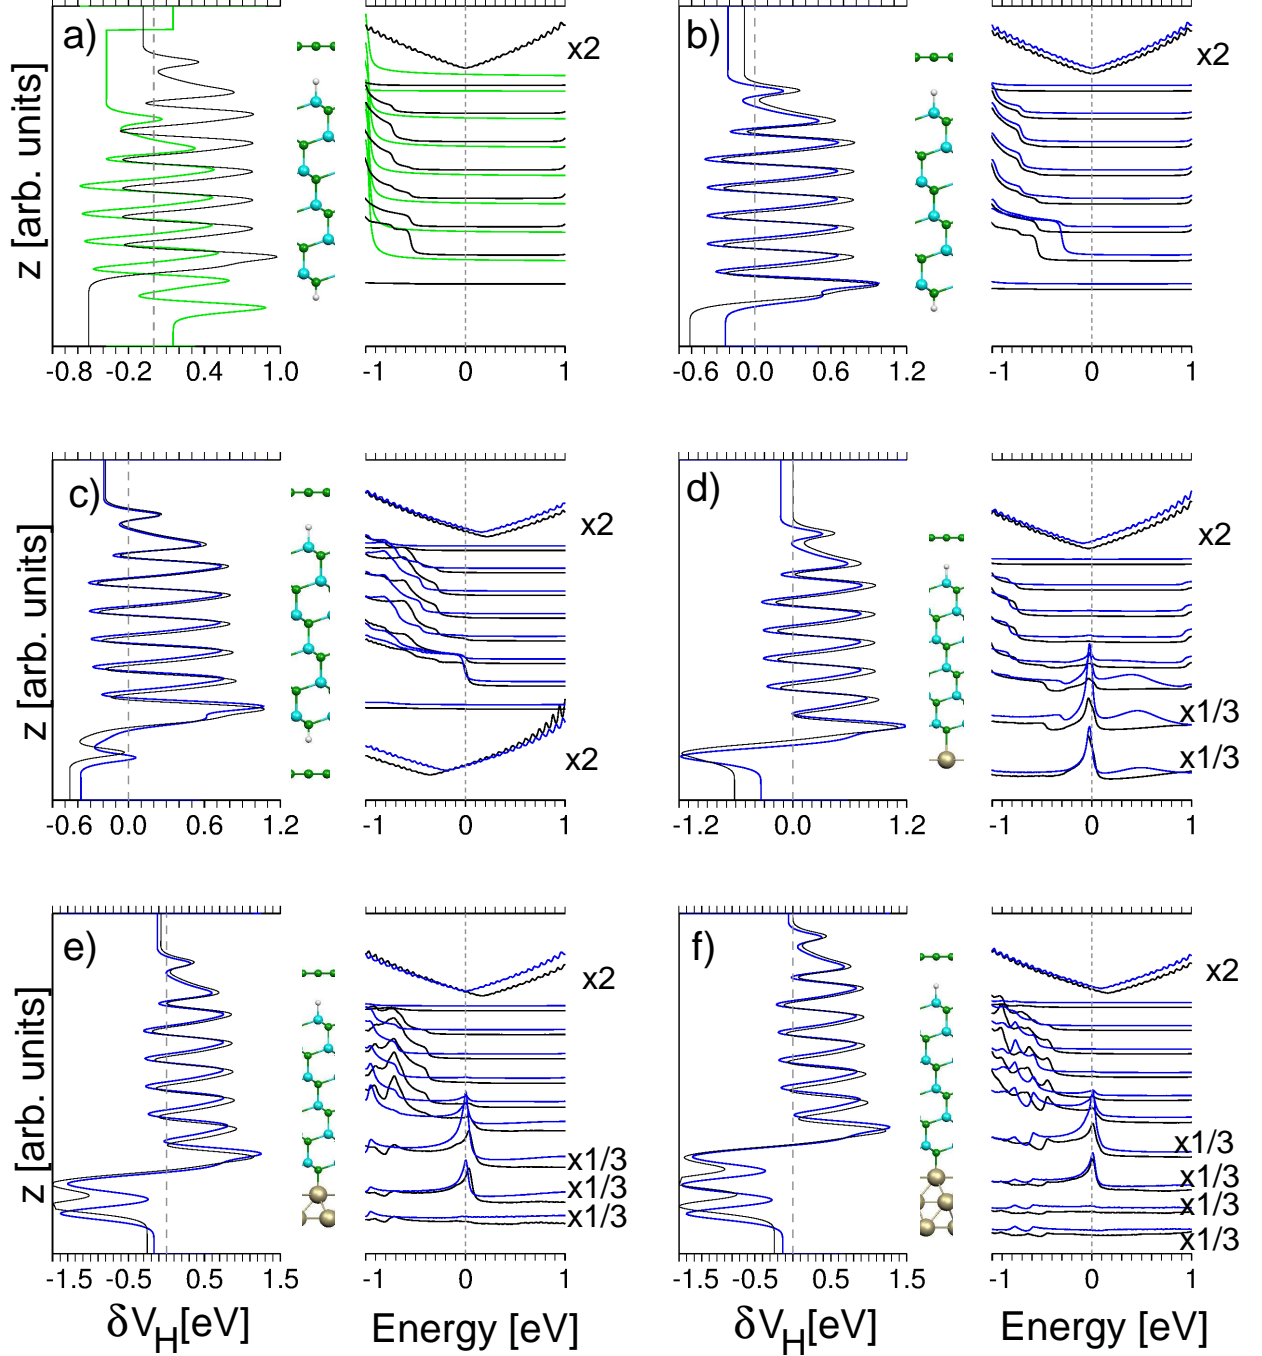 a)
x2
b)
x2
z [arb. units]
-0.8 -0.2 0.4 1.0
-1 0 1
-0.6 0.0 0.6 1.2
-1 0 1
c)
x2
d)
x2
z [arb. units]
x2
x1/3
x1/3
-0.6 0.0 0.6 1.2
-1 0 1
-1.2 0.0 1.2
-1 0 1
e)
x2
f)
x2
z [arb. units]
x1/3
x1/3
x1/3
x1/3
x1/3
x1/3
x1/3
-1.5 -0.5 0.5 1.5
-1 0 1
-1.5 -0.5 0.5 1.5
-1 0 1
δV_H[eV]
Energy [eV]
δV_H[eV]
Energy [eV]